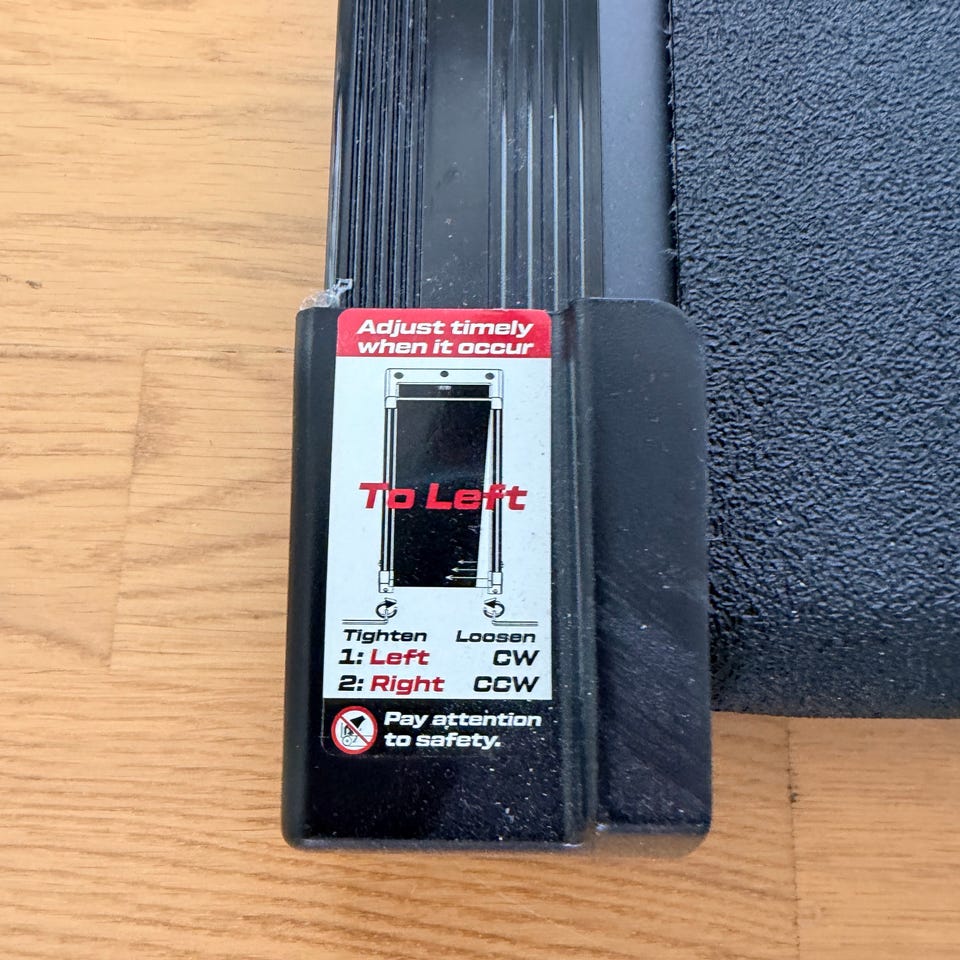 Adjust timely
when it occur
To Left
Tighten Loosen
1: Left CW
2: Right CCW
Pay attention
to safety.